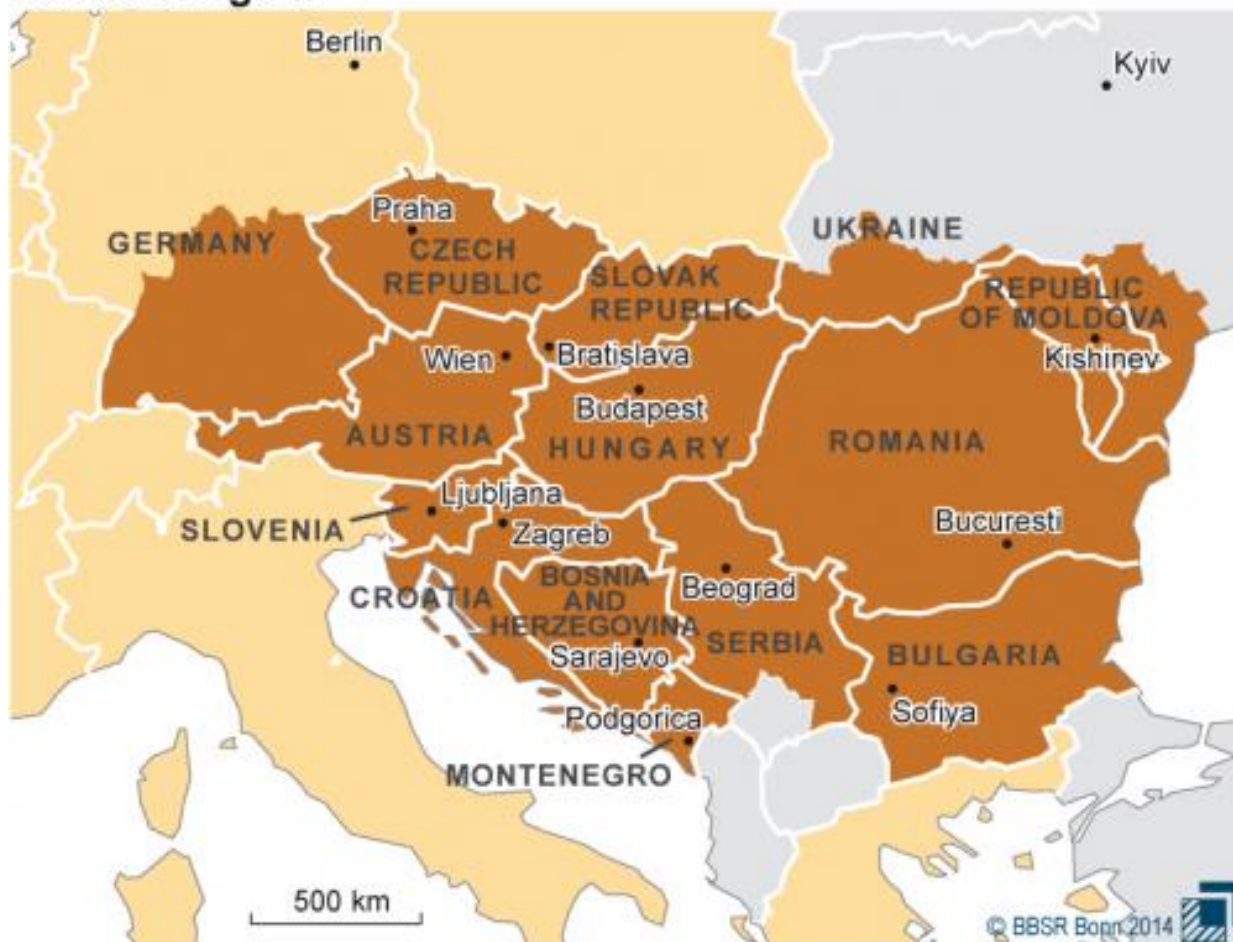 Berlin
Kyiv
Praha
GERMANY
CZECH
REPUBLIC
UKRAINE
SLOVAK
REPUBLIC
REPUBLIC
OF MOLDOVA
Kishinev
Wien
Bratislava
Budapest
AUSTRIA
HUNGARY
ROMANIA
Ljubljana
SLOVENIA
Zagreb
Bucuresti
CROATIA
BOSNIA
AND
HERZEGOVINA
Sarajevo
Beograd
SERBIA
BULGARIA
Sofiya
Podgorica
MONTENEGRO
500 km
© BBSR Bonn 2014